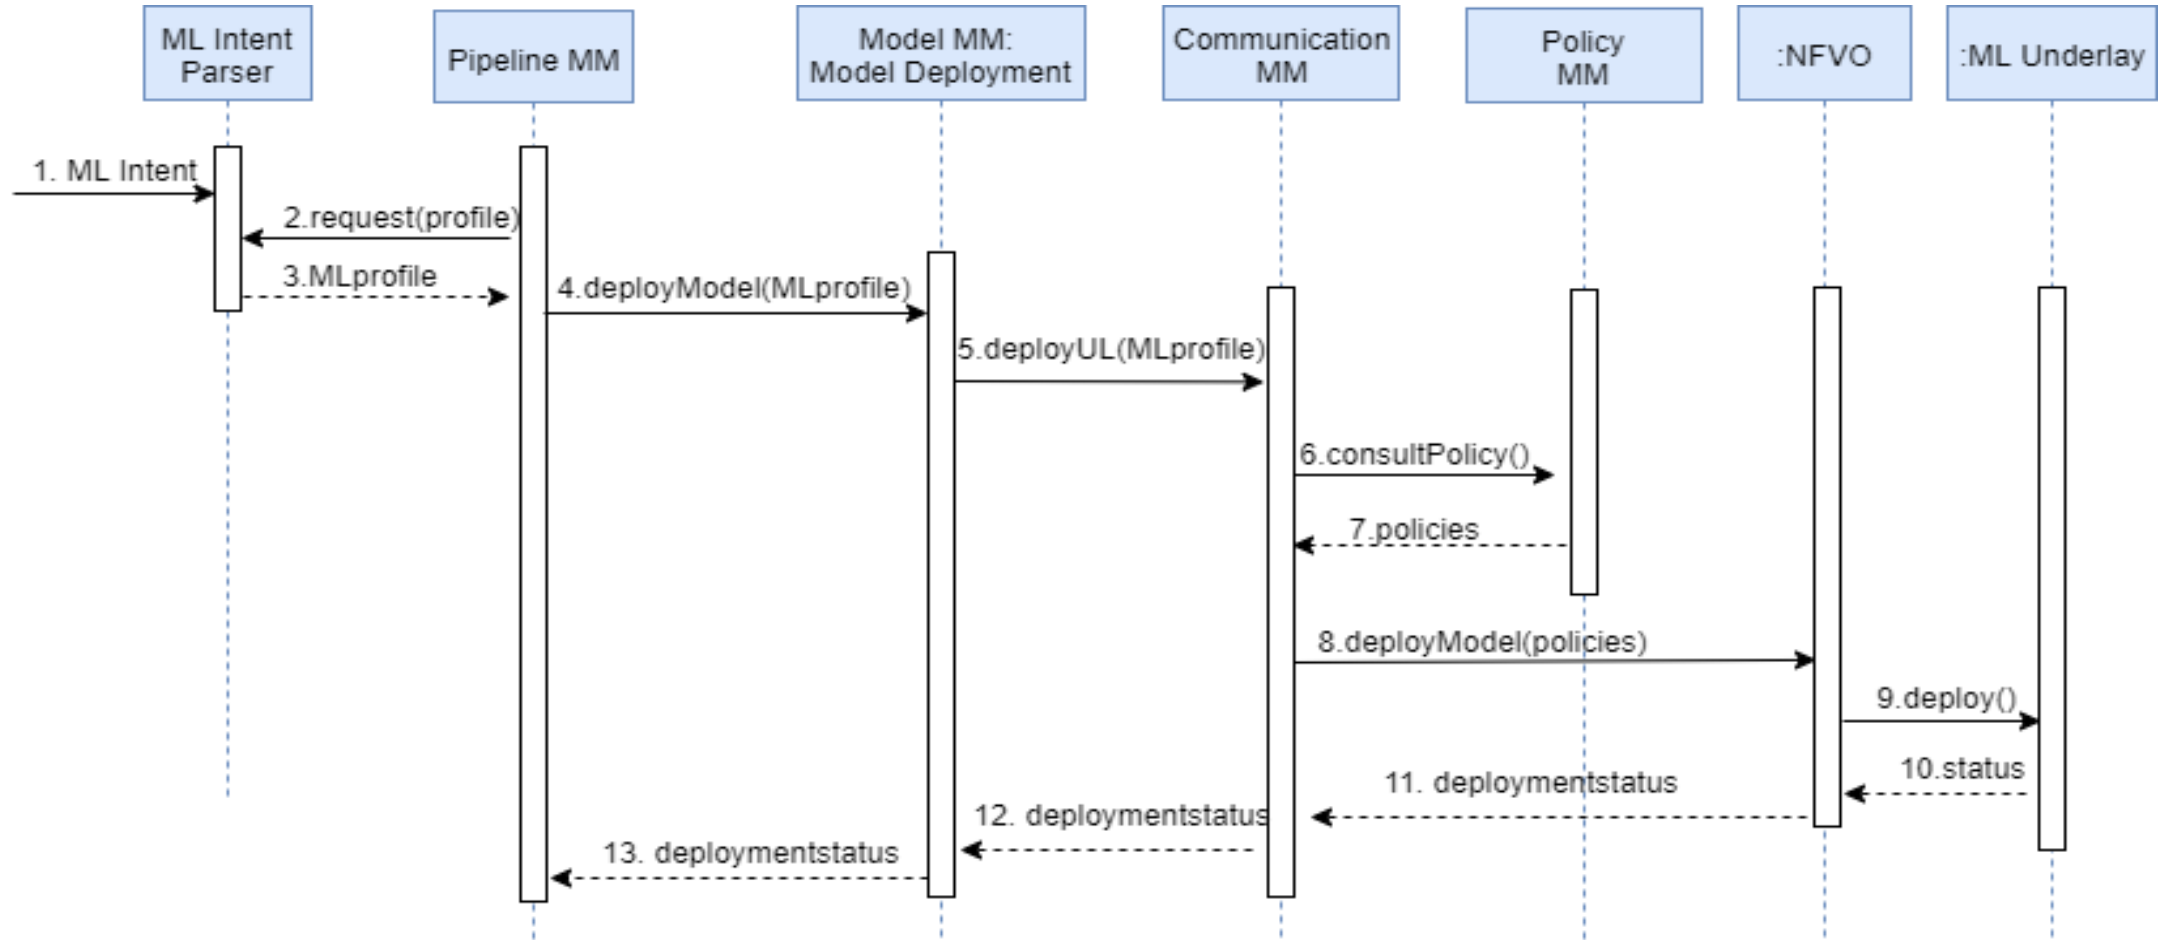 ML Intent
Parser
Pipeline MM
Model MM:
Model Deployment
Communication
MM
Policy
MM
:NFVO
:ML Underlay
1. ML Intent
2.request(profile)
3.MLprofile
4.deployModel(MLprofile)
5.deployUL(MLprofile)
6.consultPolicy()
7.policies
8.deployModel(policies)
9.deploy()
10.status
11. deploymentstatus
12. deploymentstatus
13. deploymentstatus